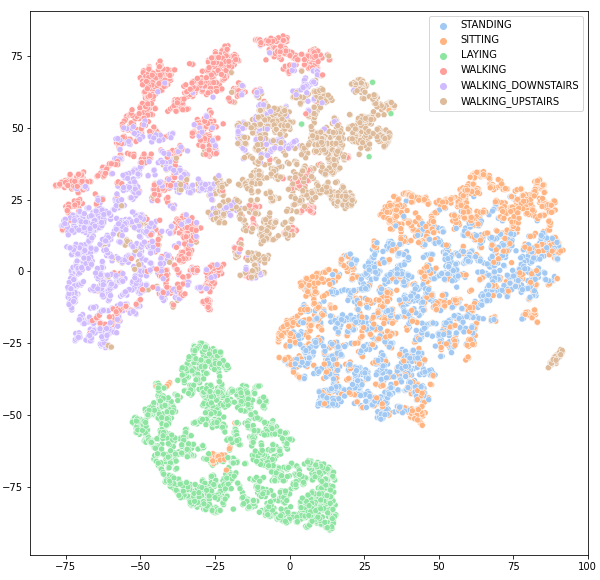 STANDING
SITTING
LAYING
WALKING
WALKING_DOWNSTAIRS
WALKING_UPSTAIRS
75
50
25
0
−25
−50
−75
−75 −50 −25 0 25 50 75 100